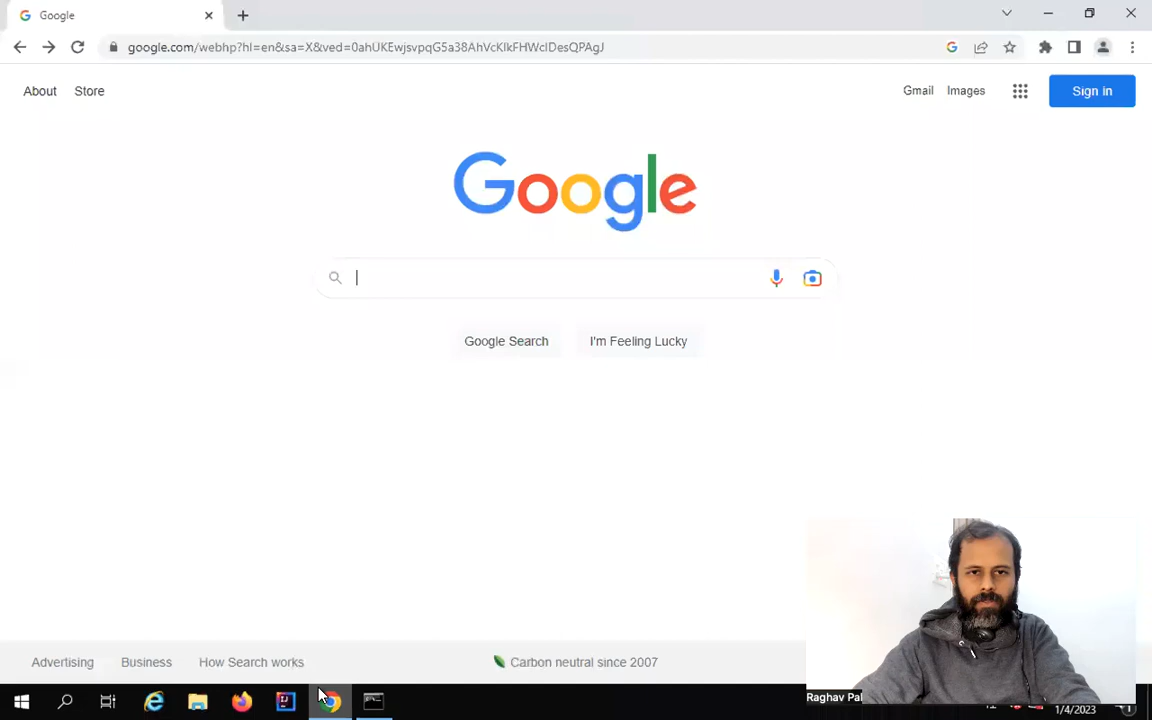 Google
google.com/webhp?hl=en&sa=X&ved=0ahUKEwjsvpqG5a38AhVcKIkFHWcIDesQPAgJ
About Store Gmail Images Sign in
Google
Google Search I'm Feeling Lucky
Advertising Business How Search works Carbon neutral since 2007
Raghav Pal
1/4/2023